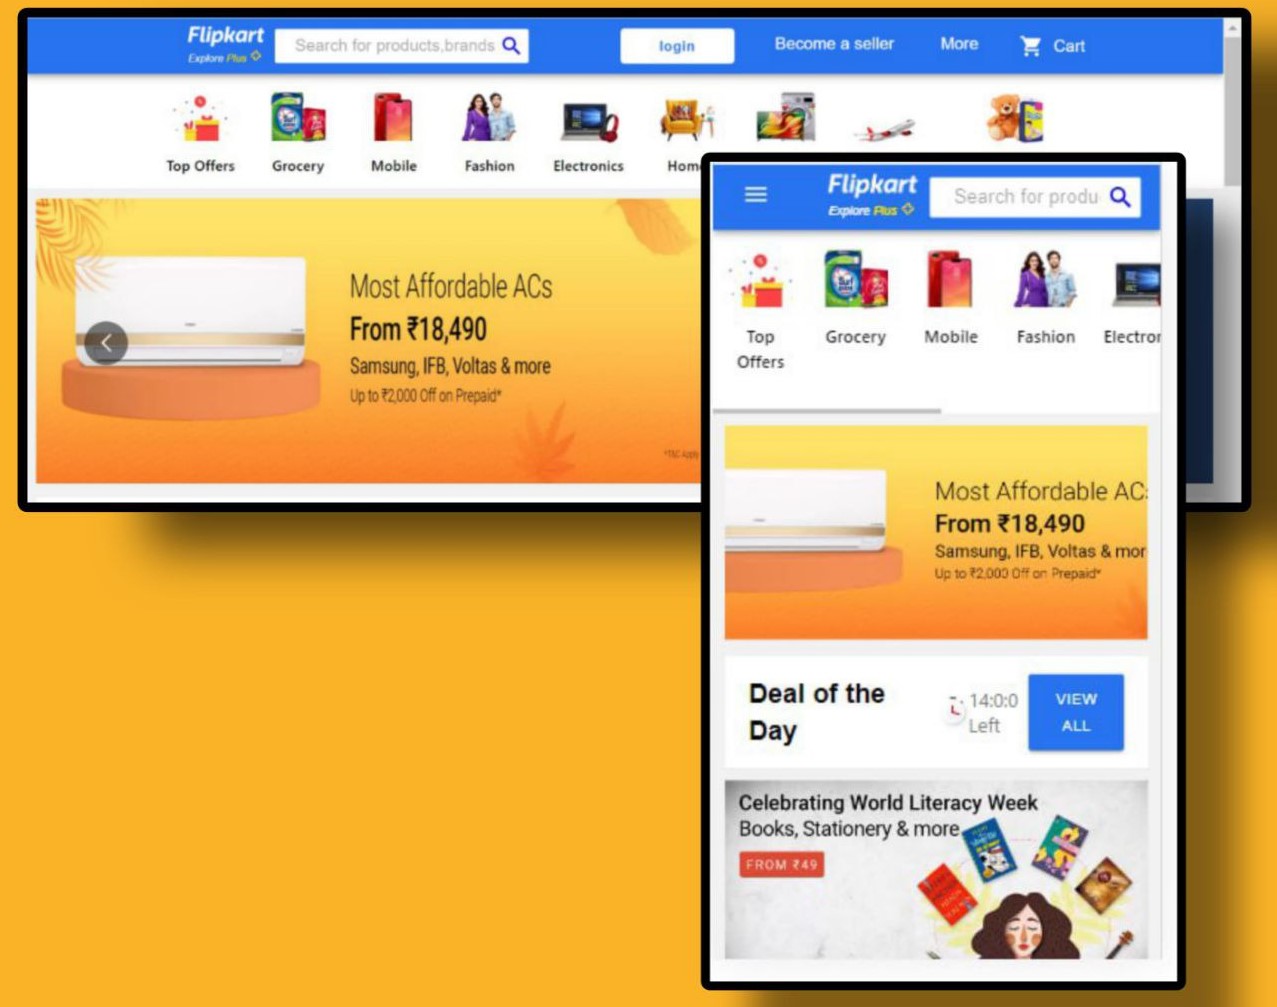 Flipkart
Explore Plus
Search for products,brands
login
Become a seller
More
Cart
Top Offers
Grocery
Mobile
Fashion
Electronics
Hom
Most Affordable ACs
From ₹18,490
Samsung, IFB, Voltas & more
Up to ₹2,000 Off on Prepaid*
*T&C Apply
Flipkart
Explore Plus
Search for produ
Top
Offers
Grocery
Mobile
Fashion
Electror
Most Affordable AC
From ₹18,490
Samsung, IFB, Voltas & mor
Up to ₹2,000 Off on Prepaid*
Deal of the
Day
14:0:0
Left
VIEW
ALL
Celebrating World Literacy Week
Books, Stationery & more
FROM ₹49